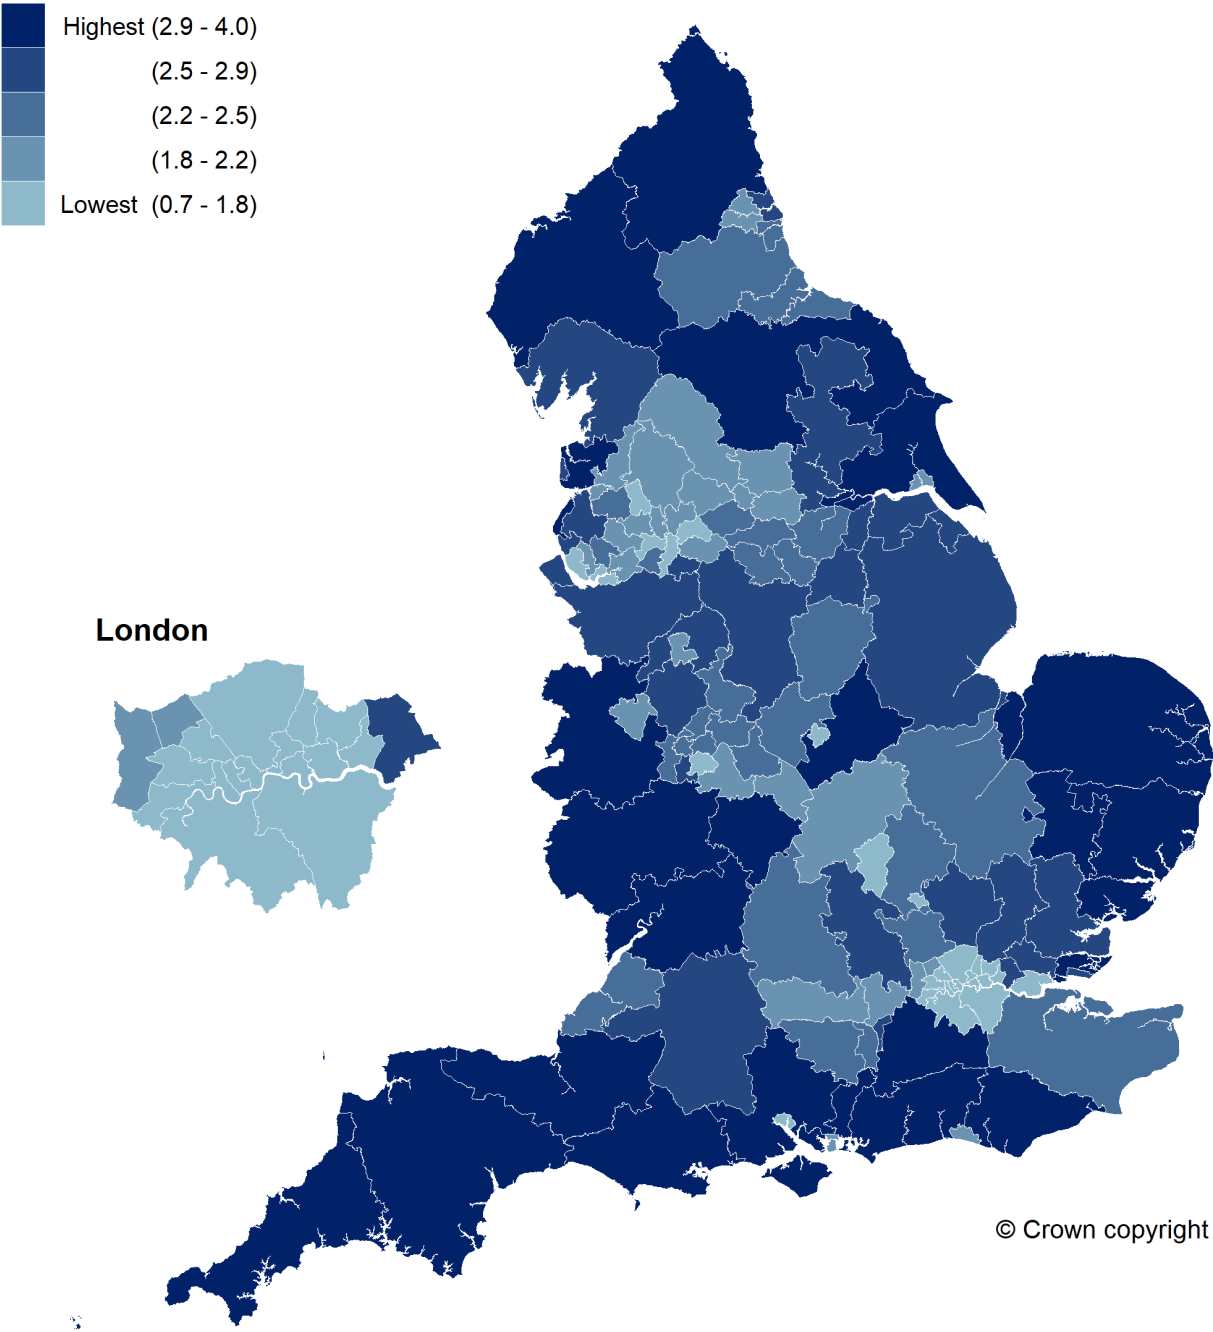 Highest (2.9 - 4.0)
(2.5 - 2.9)
(2.2 - 2.5)
(1.8 - 2.2)
Lowest (0.7 - 1.8)
London
© Crown copyright